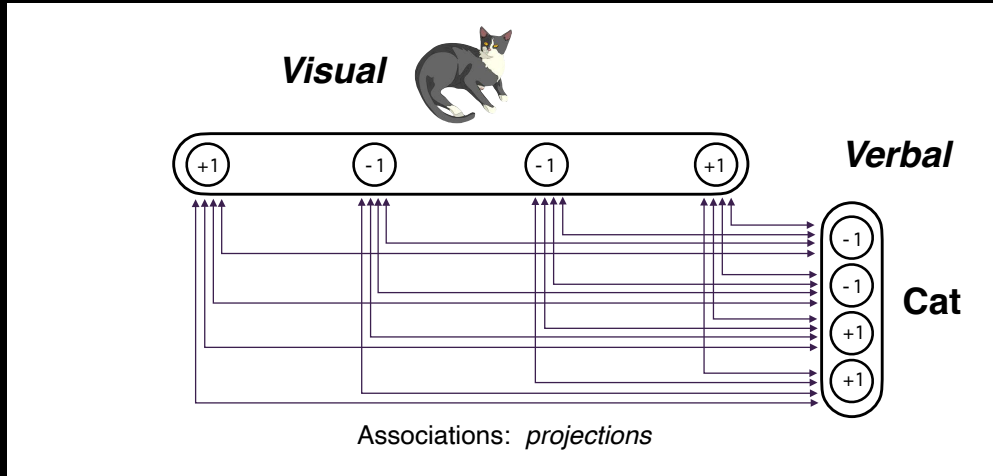 Visual
+1 -1 -1 +1
Verbal
-1
-1
Cat
+1
+1
Associations: projections